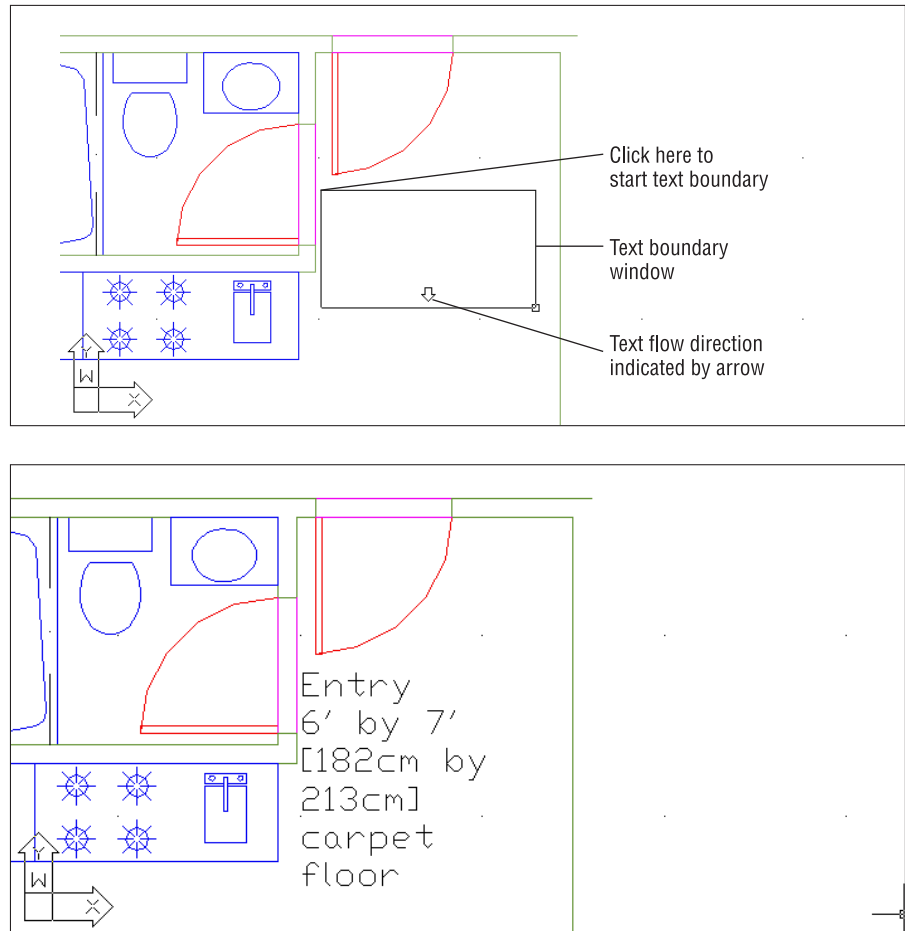 Click here to
start text boundary
Text boundary
window
Text flow direction
indicated by arrow
Y
W
X
Entry
6' by 7'
[182cm by
213cm]
carpet
floor
Y
W
X